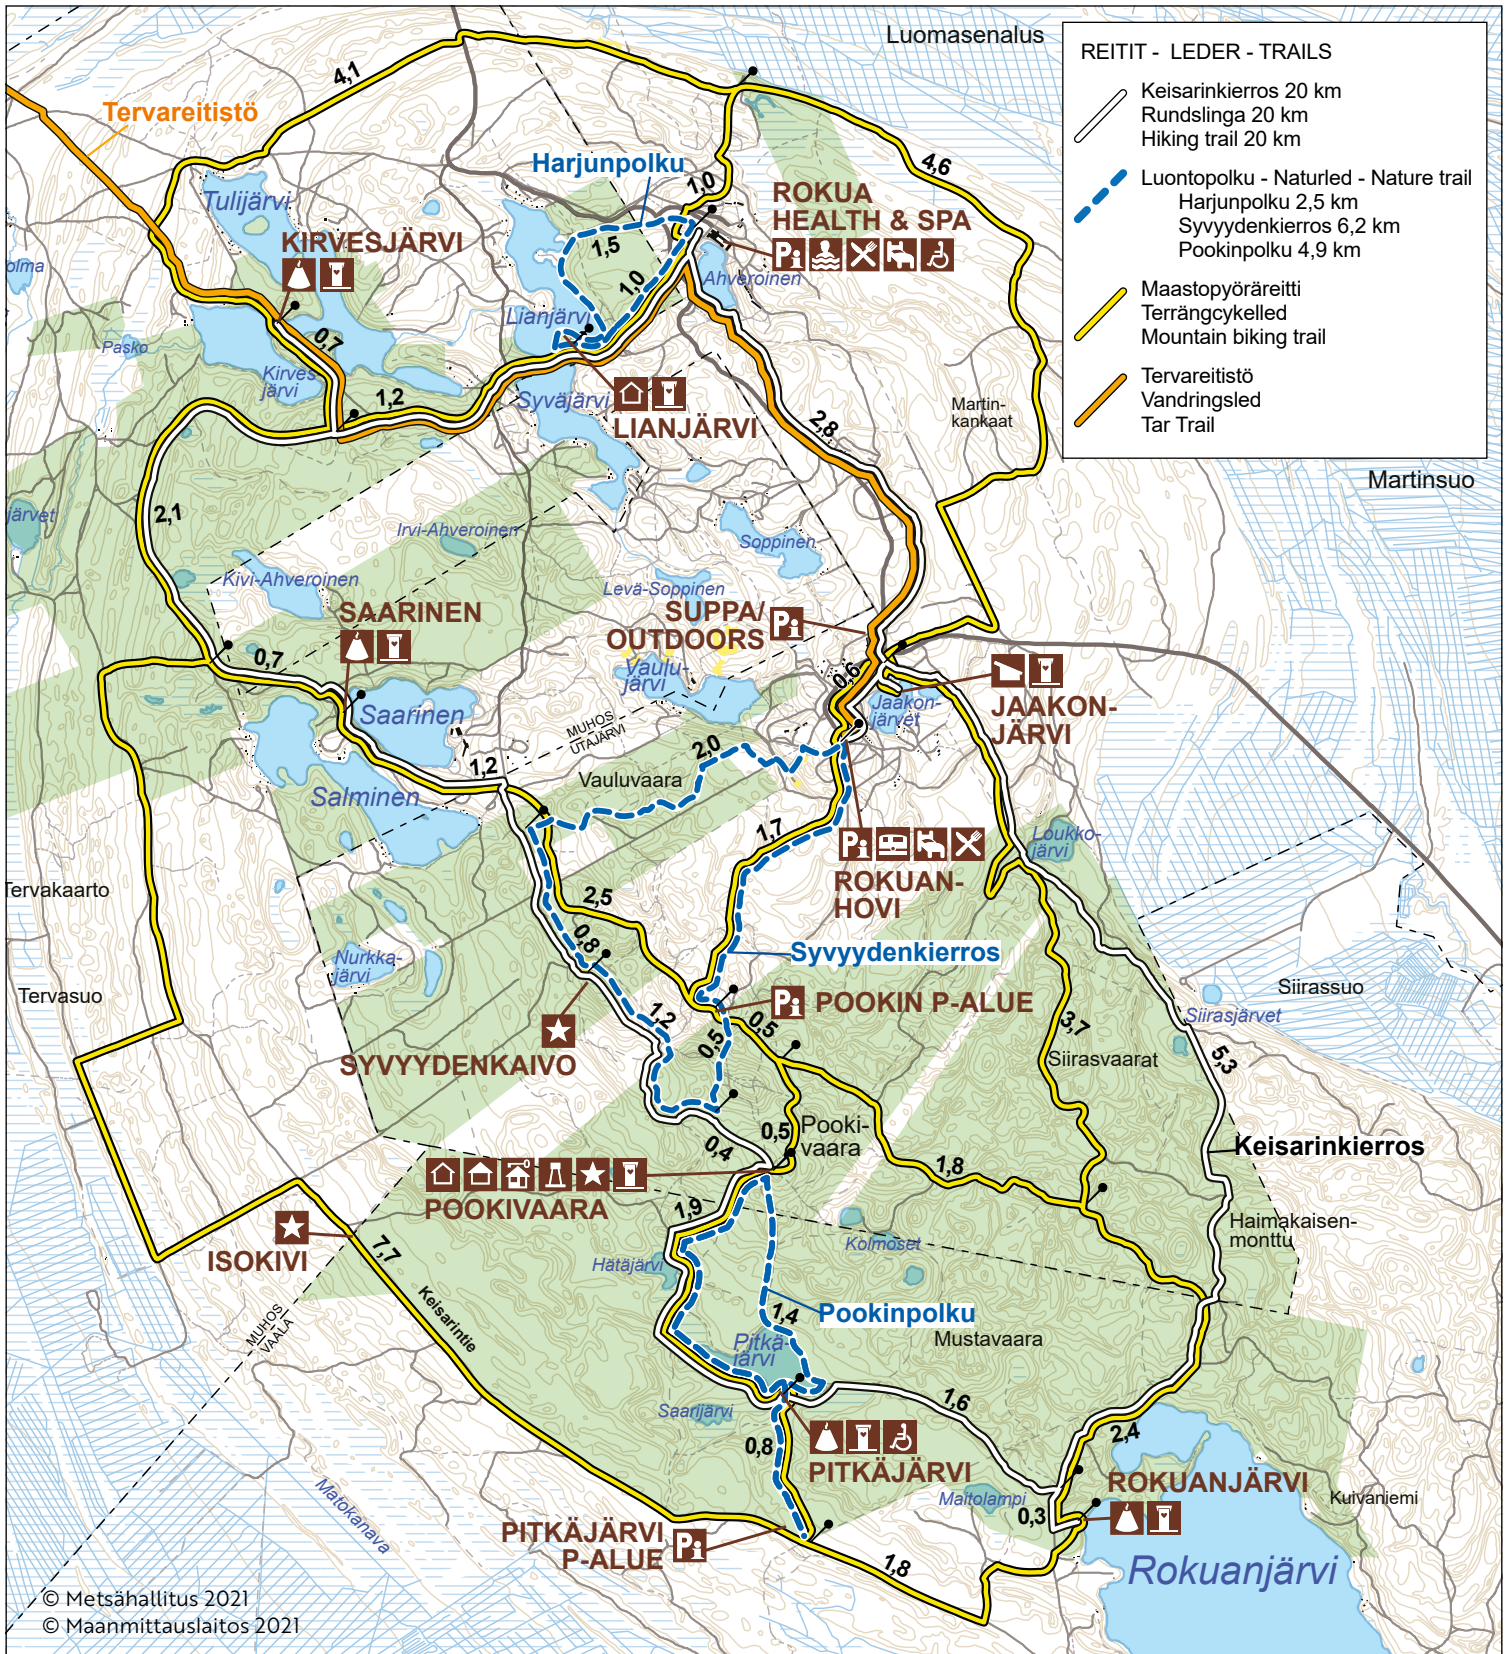 Luomasenalus
REITIT - LEDER - TRAILS
Keisarinkierros 20 km
Rundslinga 20 km
Hiking trail 20 km
Luontopolku - Naturled - Nature trail
Harjunpolku 2,5 km
Syvyydenkierros 6,2 km
Pookinpolku 4,9 km
Maastopyöräreitti
Terrängcykelled
Mountain biking trail
Tervareitistö
Vandringsled
Tar Trail
4,1
Tervareitistö
Harjunpolku
4,6
1,0
ROKUA
HEALTH & SPA
Pi
Tulijärvi
KIRVESJÄRVI
1,5
1,0
Ahveroinen
olma
Lianjärvi
0,7
Pasko
Kirves-
järvi
1,2
Syväjärvi
LIANJÄRVI
2,8
Martin-
kankaat
Martinsuo
2,1
järvet
Irvi-Ahveroinen
Soppinen
Kivi-Ahveroinen
Levä-Soppinen
SAARINEN
SUPPA/
OUTDOORS
Pi
0,7
Vaulu-
järvi
0,6
JAAKON-
JÄRVI
Jaakon-
järvet
Saarinen
MUHOS
UTAJÄRVI
2,0
1,2
Vauluvaara
Salminen
1,7
Loukko-
järvi
Pi
ROKUAN-
HOVI
Tervakaarto
2,5
0,8
Nurkka-
järvi
Syvyydenkierros
Tervasuo
Siirassuo
Pi
POOKIN P-ALUE
Siirasjärvet
1,2
0,5
0,5
3,7
SYVYYDENKAIVO
Siirasvaarat
5,3
0,5
Pooki-
vaara
0,4
Keisarinkierros
1,8
POOKIVAARA
1,9
Haimakaisen-
monttu
ISOKIVI
7,7
Kolmoset
Hätäjärvi
Keisarintie
MUHOS
VAALA
Pookinpolku
1,4
Mustavaara
Pitkä-
järvi
Saarijärvi
1,6
0,8
2,4
PITKÄJÄRVI
ROKUANJÄRVI
Maitolampi
Kuivaniemi
0,3
Matokanava
PITKÄJÄRVI
P-ALUE
Pi
1,8
Rokuanjärvi
© Metsähallitus 2021
© Maanmittauslaitos 2021